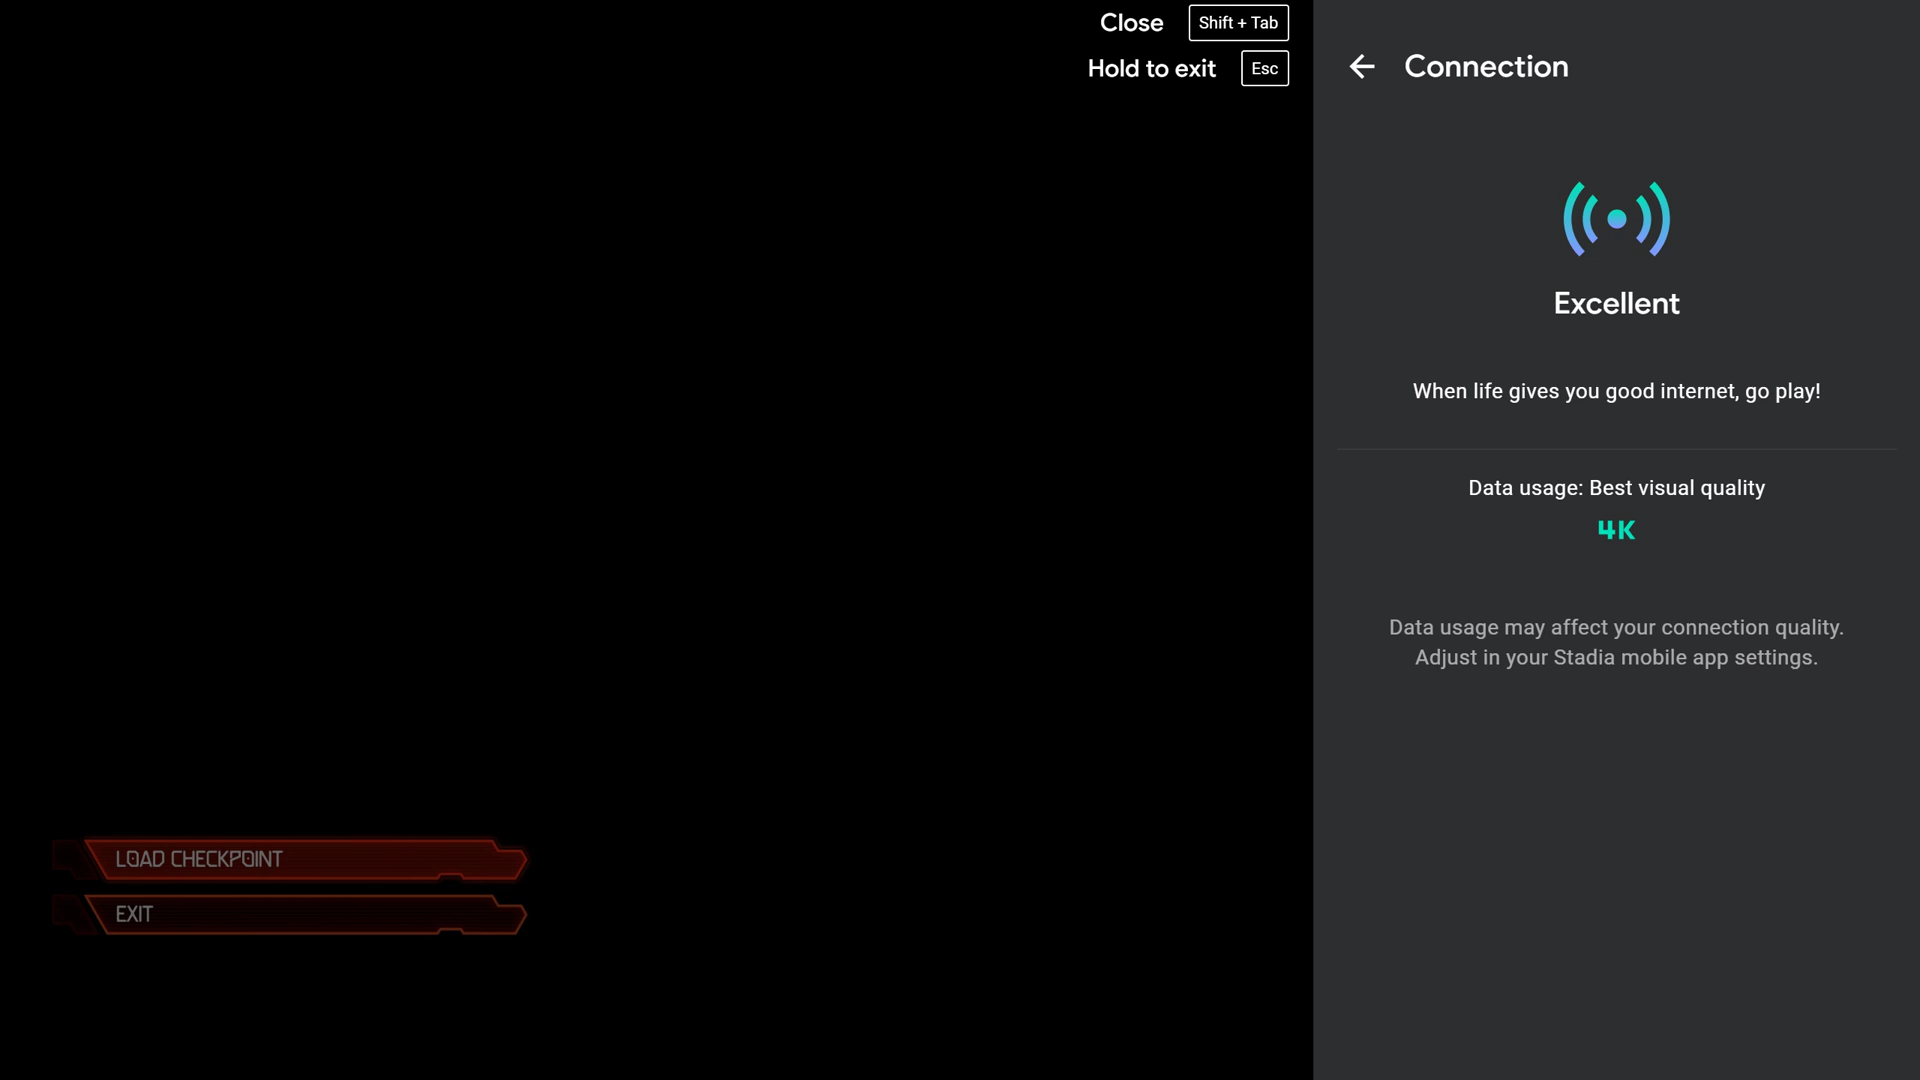 Close Shift + Tab
Hold to exit Esc
Connection
Excellent
When life gives you good internet, go play!
Data usage: Best visual quality
4K
Data usage may affect your connection quality.
Adjust in your Stadia mobile app settings.
LOAD CHECKPOINT
EXIT